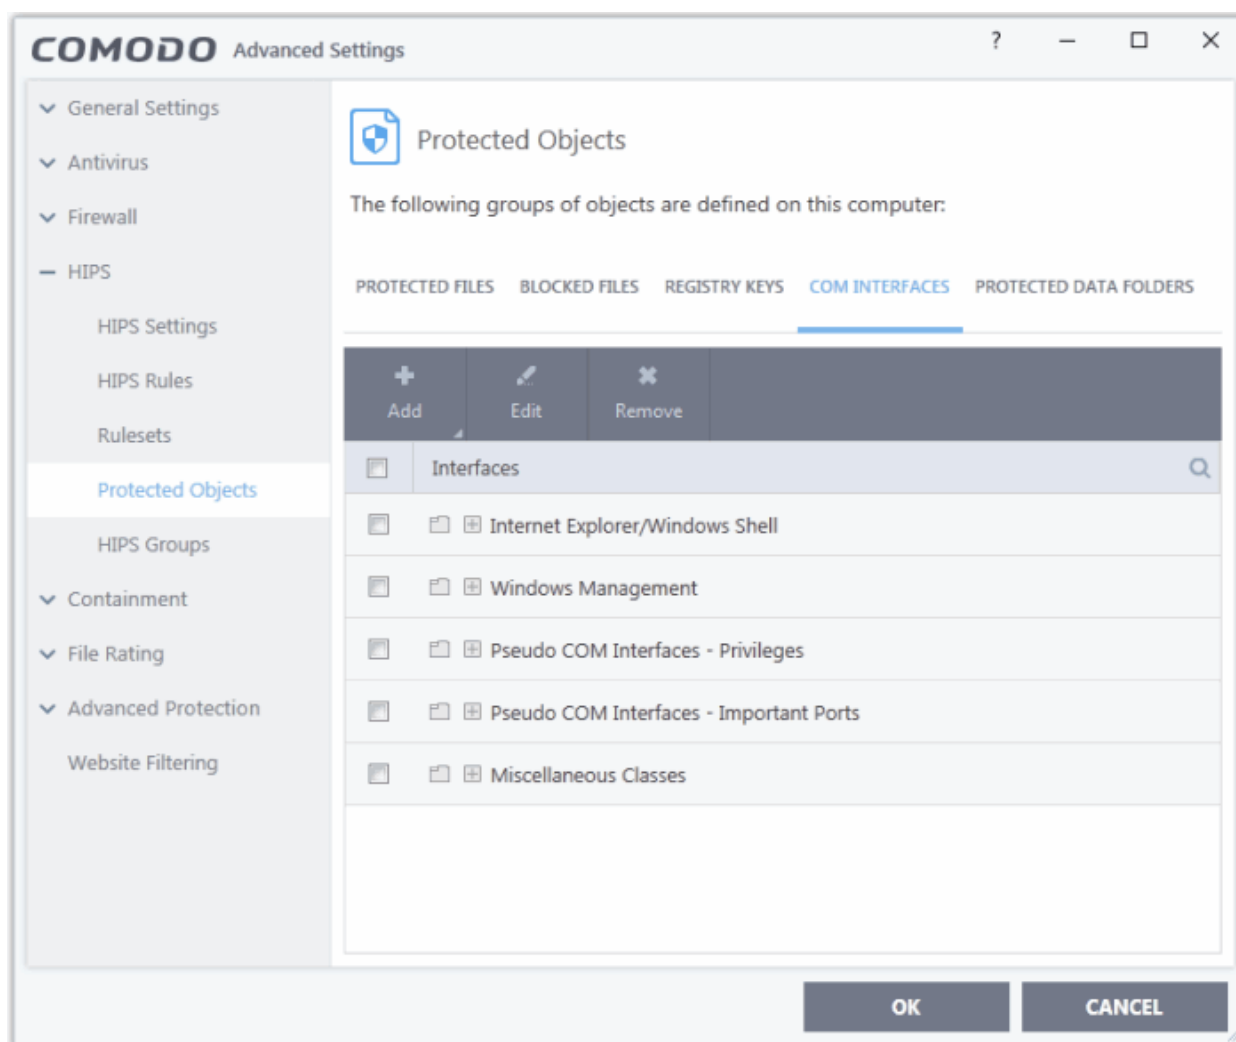 COMODO Advanced Settings ?
General Settings
Antivirus
Firewall
HIPS
HIPS Settings
HIPS Rules
Rulesets
Protected Objects
HIPS Groups
Containment
File Rating
Advanced Protection
Website Filtering
Protected Objects
The following groups of objects are defined on this computer:
PROTECTED FILES BLOCKED FILES REGISTRY KEYS COM INTERFACES PROTECTED DATA FOLDERS
Add Edit Remove
Interfaces
Internet Explorer/Windows Shell
Windows Management
Pseudo COM Interfaces - Privileges
Pseudo COM Interfaces - Important Ports
Miscellaneous Classes
OK CANCEL